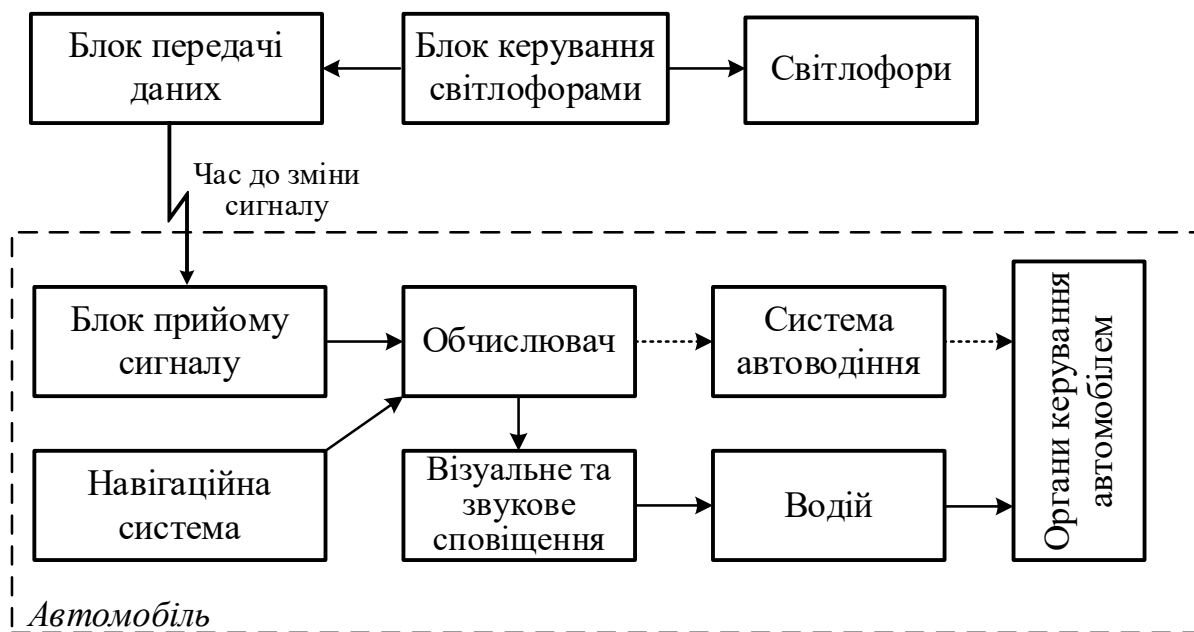 Блок передачі
даних
Блок керування
світлофорами
Світлофори
Час до зміни
сигналу
Блок прийому
сигналу
Обчислювач
Система
автоводіння
Органи керування
автомобілем
Навігаційна
система
Візуальне та
звукове
сповіщення
Водій
Автомобіль